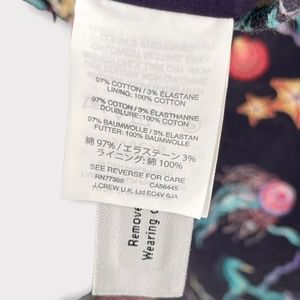 97% COTTON / 3% ELASTANE
LINING: 100% COTTON
97% COTON / 3% ÉLASTHANNE
DOUBLURE: 100% COTON
97% BAUMWOLLE / 3% ELASTAN
FUTTER: 100% BAUMWOLLE
綿 97% / エラステーン 3%
ライニング: 綿 100%
SEE REVERSE FOR CARE
RN77388 CA56445
J.CREW U.K. Ltd EC4V 6JA
Remove
Wearing